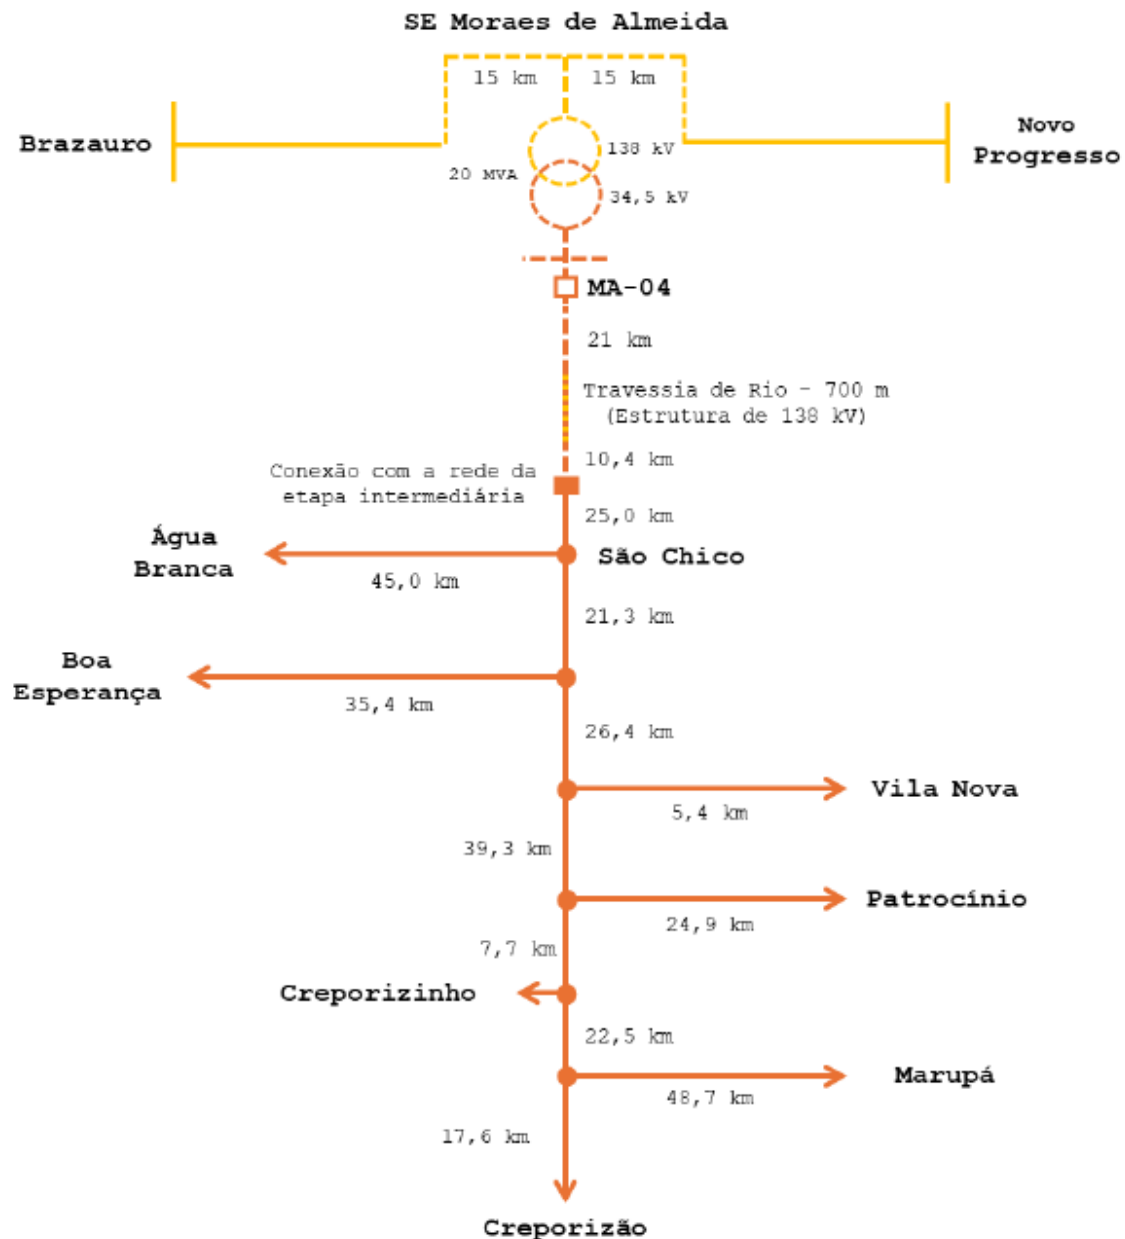 SE Moraes de Almeida
15 km
15 km
Brazauro
Novo
Progresso
138 kV
20 MVA
34,5 kV
MA-04
21 km
Travessia de Rio - 700 m
(Estrutura de 138 kV)
10,4 km
Conexão com a rede da
etapa intermediária
25,0 km
Água
Branca
São Chico
45,0 km
21,3 km
Boa
Esperança
35,4 km
26,4 km
Vila Nova
5,4 km
39,3 km
Patrocínio
24,9 km
7,7 km
Creporizinho
22,5 km
Marupá
48,7 km
17,6 km
Creporizão